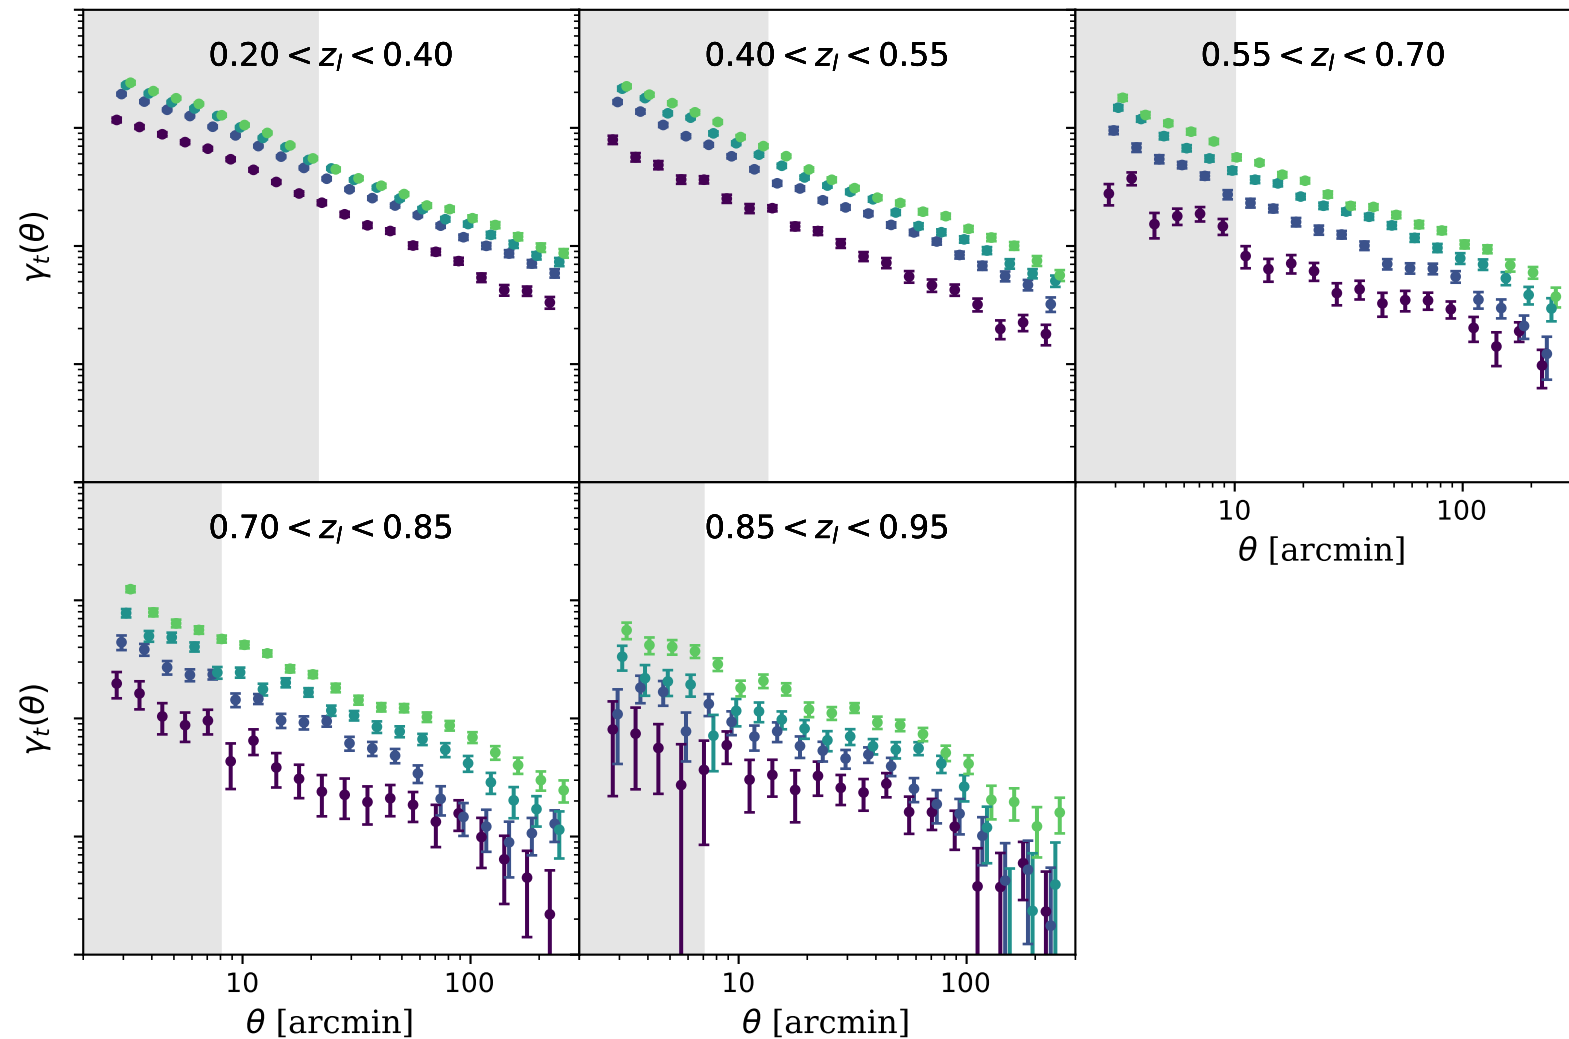 0.20 < z_l < 0.40
0.40 < z_l < 0.55
0.55 < z_l < 0.70
γ_t(θ)
10 100
θ [arcmin]
0.70 < z_l < 0.85
0.85 < z_l < 0.95
γ_t(θ)
10 100
10 100
θ [arcmin]
θ [arcmin]